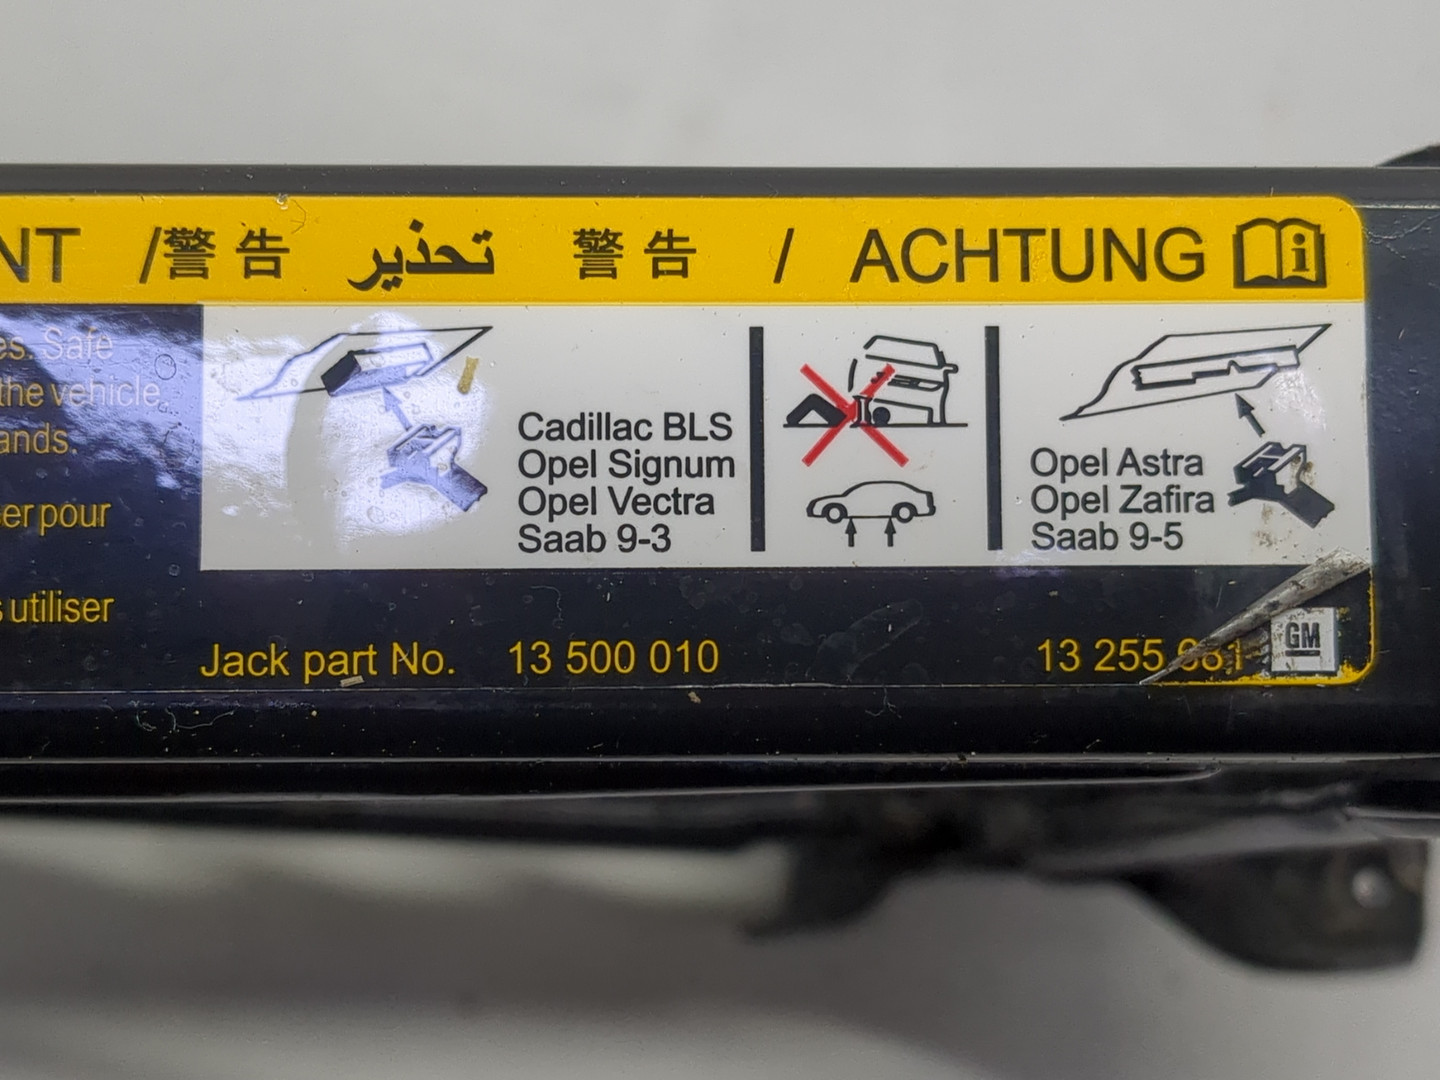 NT / 警告 تحذير 警告 / ACHTUNG
es. Safe
the vehicle.
ands.
er pour
s utiliser
Cadillac BLS
Opel Signum
Opel Vectra
Saab 9-3
Opel Astra
Opel Zafira
Saab 9-5
Jack part No. 13 500 010
13 255
GM